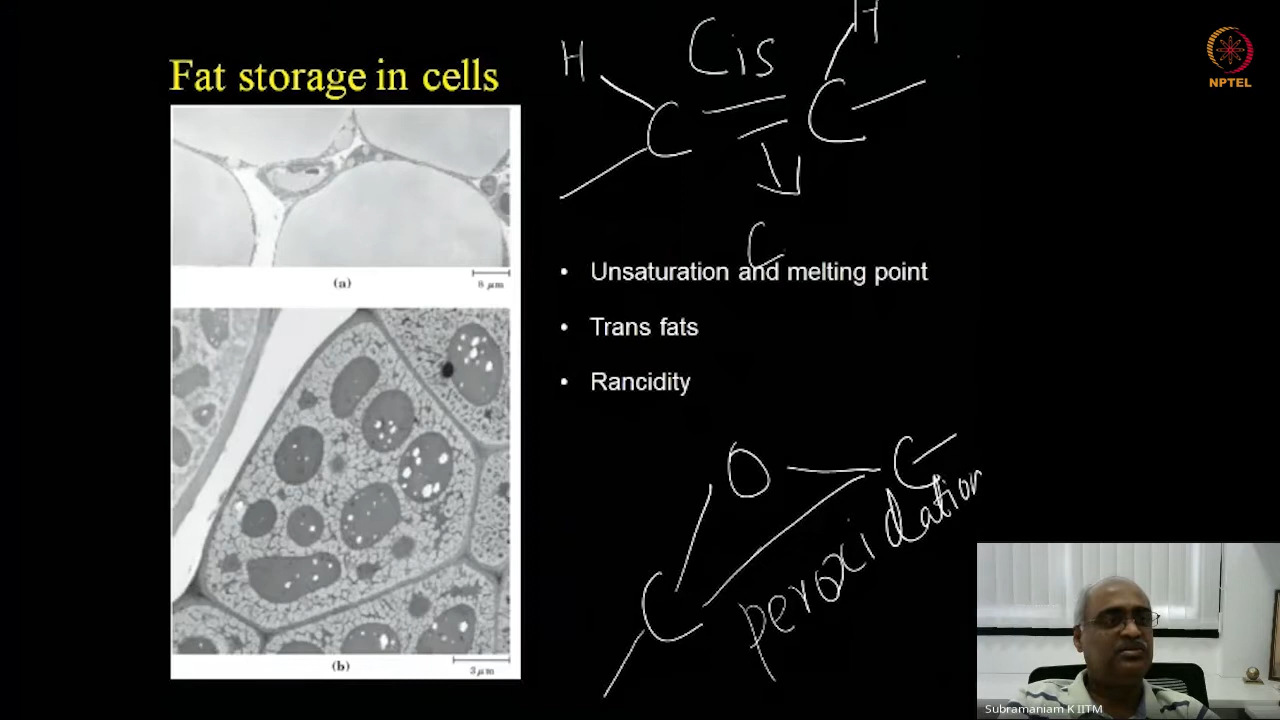 Fat storage in cells
(a)
8 µm
(b)
3 µm
H
Cis
H
C
C
C
• Unsaturation and melting point
• Trans fats
• Rancidity
O
C
C
peroxidation
NPTEL
Subramaniam K IITM